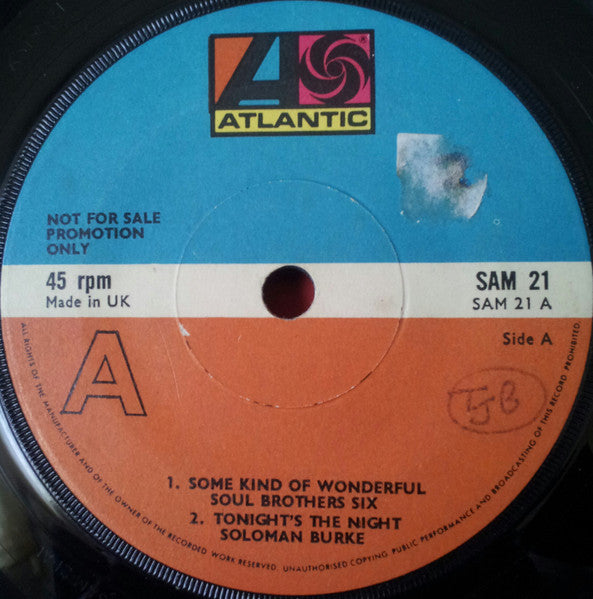 ATLANTIC
®
NOT FOR SALE
PROMOTION
ONLY
45 rpm
Made in UK
SAM 21
SAM 21 A
Side A
A
TJB
1. SOME KIND OF WONDERFUL
SOUL BROTHERS SIX
2. TONIGHT'S THE NIGHT
SOLOMAN BURKE
ALL RIGHTS OF THE MANUFACTURER AND OF THE OWNER OF THE RECORDED WORK RESERVED. UNAUTHORISED COPYING, PUBLIC PERFORMANCE AND BROADCASTING OF THIS RECORD PROHIBITED.